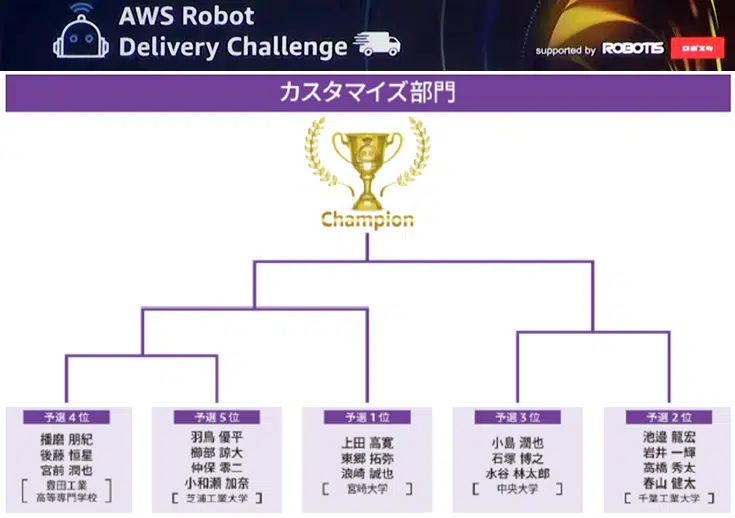 AWS Robot
Delivery Challenge
supported by ROBOTIS ロボスタ
カスタマイズ部門
Champion
予選4位
播磨 朋紀
後藤 恒星
宮前 潤也
[豊田工業
高等専門学校]
予選5位
羽鳥 優平
櫛部 諒大
仲保 零二
小和瀬 加奈
[芝浦工業大学]
予選1位
上田 高寛
東郷 拓弥
浪崎 誠也
[宮崎大学]
予選3位
小島 潤也
石塚 博之
水谷 林太郎
[中央大学]
予選2位
池邉 龍宏
岩井 一輝
高橋 秀太
春山 健太
[千葉工業大学]